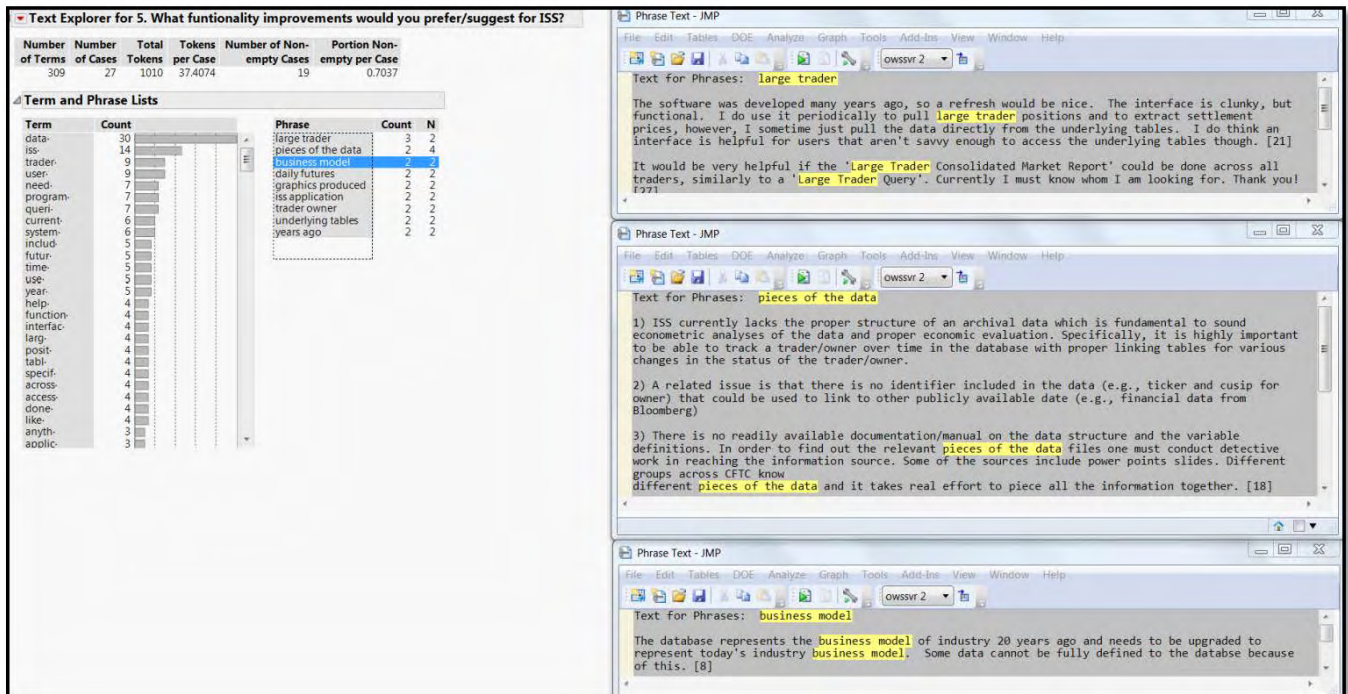 Text Explorer for 5. What funtionality improvements would you prefer/suggest for ISS?
Number of Terms Number of Cases Total Tokens Tokens per Case Number of Non-empty Cases Portion Non-empty per Case
309 27 1010 37.4074 19 0.7037
Term and Phrase Lists
Term Count
data· 30
iss· 14
trader· 9
user· 9
need· 7
program· 7
queri· 7
current· 6
system· 6
includ· 5
futur· 5
time· 5
use· 5
year· 5
help· 4
function· 4
interfac· 4
larg· 4
posit· 4
tabl· 4
specif· 4
across· 4
access· 4
done· 4
like· 4
anyth· 3
applic· 3
Phrase Count N
large trader 3 2
pieces of the data 2 4
business model 2 2
daily futures 2 2
graphics produced 2 2
iss application 2 2
trader owner 2 2
underlying tables 2 2
years ago 2 2
Phrase Text - JMP
File Edit Tables DOE Analyze Graph Tools Add-Ins View Window Help
owssvr 2
Text for Phrases: large trader
The software was developed many years ago, so a refresh would be nice. The interface is clunky, but
functional. I do use it periodically to pull large trader positions and to extract settlement
prices, however, I sometime just pull the data directly from the underlying tables. I do think an
interface is helpful for users that aren't savvy enough to access the underlying tables though. [21]
It would be very helpful if the 'Large Trader Consolidated Market Report' could be done across all
traders, similarly to a 'Large Trader Query'. Currently I must know whom I am looking for. Thank you!
[27]
Phrase Text - JMP
File Edit Tables DOE Analyze Graph Tools Add-Ins View Window Help
owssvr 2
Text for Phrases: pieces of the data
1) ISS currently lacks the proper structure of an archival data which is fundamental to sound
econometric analyses of the data and proper economic evaluation. Specifically, it is highly important
to be able to track a trader/owner over time in the database with proper linking tables for various
changes in the status of the trader/owner.
2) A related issue is that there is no identifier included in the data (e.g., ticker and cusip for
owner) that could be used to link to other publicly available date (e.g., financial data from
Bloomberg)
3) There is no readily available documentation/manual on the data structure and the variable
definitions. In order to find out the relevant pieces of the data files one must conduct detective
work in reaching the information source. Some of the sources include power points slides. Different
groups across CFTC know
different pieces of the data and it takes real effort to piece all the information together. [18]
Phrase Text - JMP
File Edit Tables DOE Analyze Graph Tools Add-Ins View Window Help
owssvr 2
Text for Phrases: business model
The database represents the business model of industry 20 years ago and needs to be upgraded to
represent today's industry business model. Some data cannot be fully defined to the databse because
of this. [8]